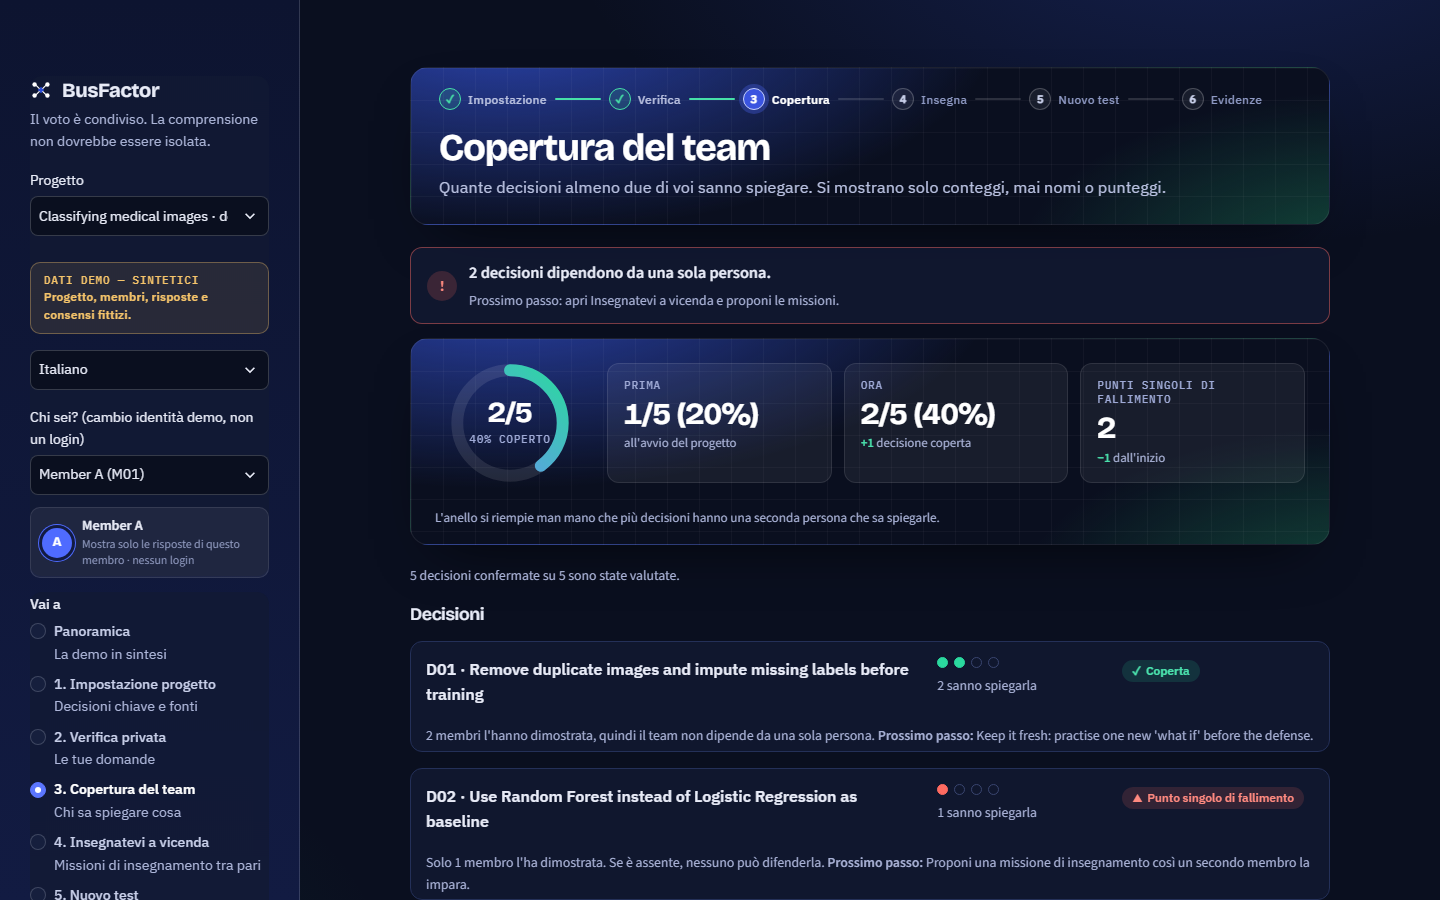 BusFactor
Il voto è condiviso. La comprensione
non dovrebbe essere isolata.
Progetto
Classifying medical images · d
DATI DEMO — SINTETICI
Progetto, membri, risposte e
consensi fittizi.
Italiano
Chi sei? (cambio identità demo, non
un login)
Member A (M01)
A
Member A
Mostra solo le risposte di questo
membro · nessun login
Vai a
Panoramica
La demo in sintesi
1. Impostazione progetto
Decisioni chiave e fonti
2. Verifica privata
Le tue domande
3. Copertura del team
Chi sa spiegare cosa
4. Insegnatevi a vicenda
Missioni di insegnamento tra pari
5. Nuovo test
✓ Impostazione ✓ Verifica 3 Copertura 4 Insegna 5 Nuovo test 6 Evidenze
Copertura del team
Quante decisioni almeno due di voi sanno spiegare. Si mostrano solo conteggi, mai nomi o punteggi.
! 2 decisioni dipendono da una sola persona.
Prossimo passo: apri Insegnatevi a vicenda e proponi le missioni.
2/5
40% COPERTO
PRIMA
1/5 (20%)
all'avvio del progetto
ORA
2/5 (40%)
+1 decisione coperta
PUNTI SINGOLI DI
FALLIMENTO
2
−1 dall'inizio
L'anello si riempie man mano che più decisioni hanno una seconda persona che sa spiegarle.
5 decisioni confermate su 5 sono state valutate.
Decisioni
D01 · Remove duplicate images and impute missing labels before
training
2 sanno spiegarla
✓ Coperta
2 membri l'hanno dimostrata, quindi il team non dipende da una sola persona. Prossimo passo: Keep it fresh: practise one new 'what if' before the defense.
D02 · Use Random Forest instead of Logistic Regression as
baseline
1 sanno spiegarla
▲ Punto singolo di fallimento
Solo 1 membro l'ha dimostrata. Se è assente, nessuno può difenderla. Prossimo passo: Proponi una missione di insegnamento così un secondo membro la
impara.